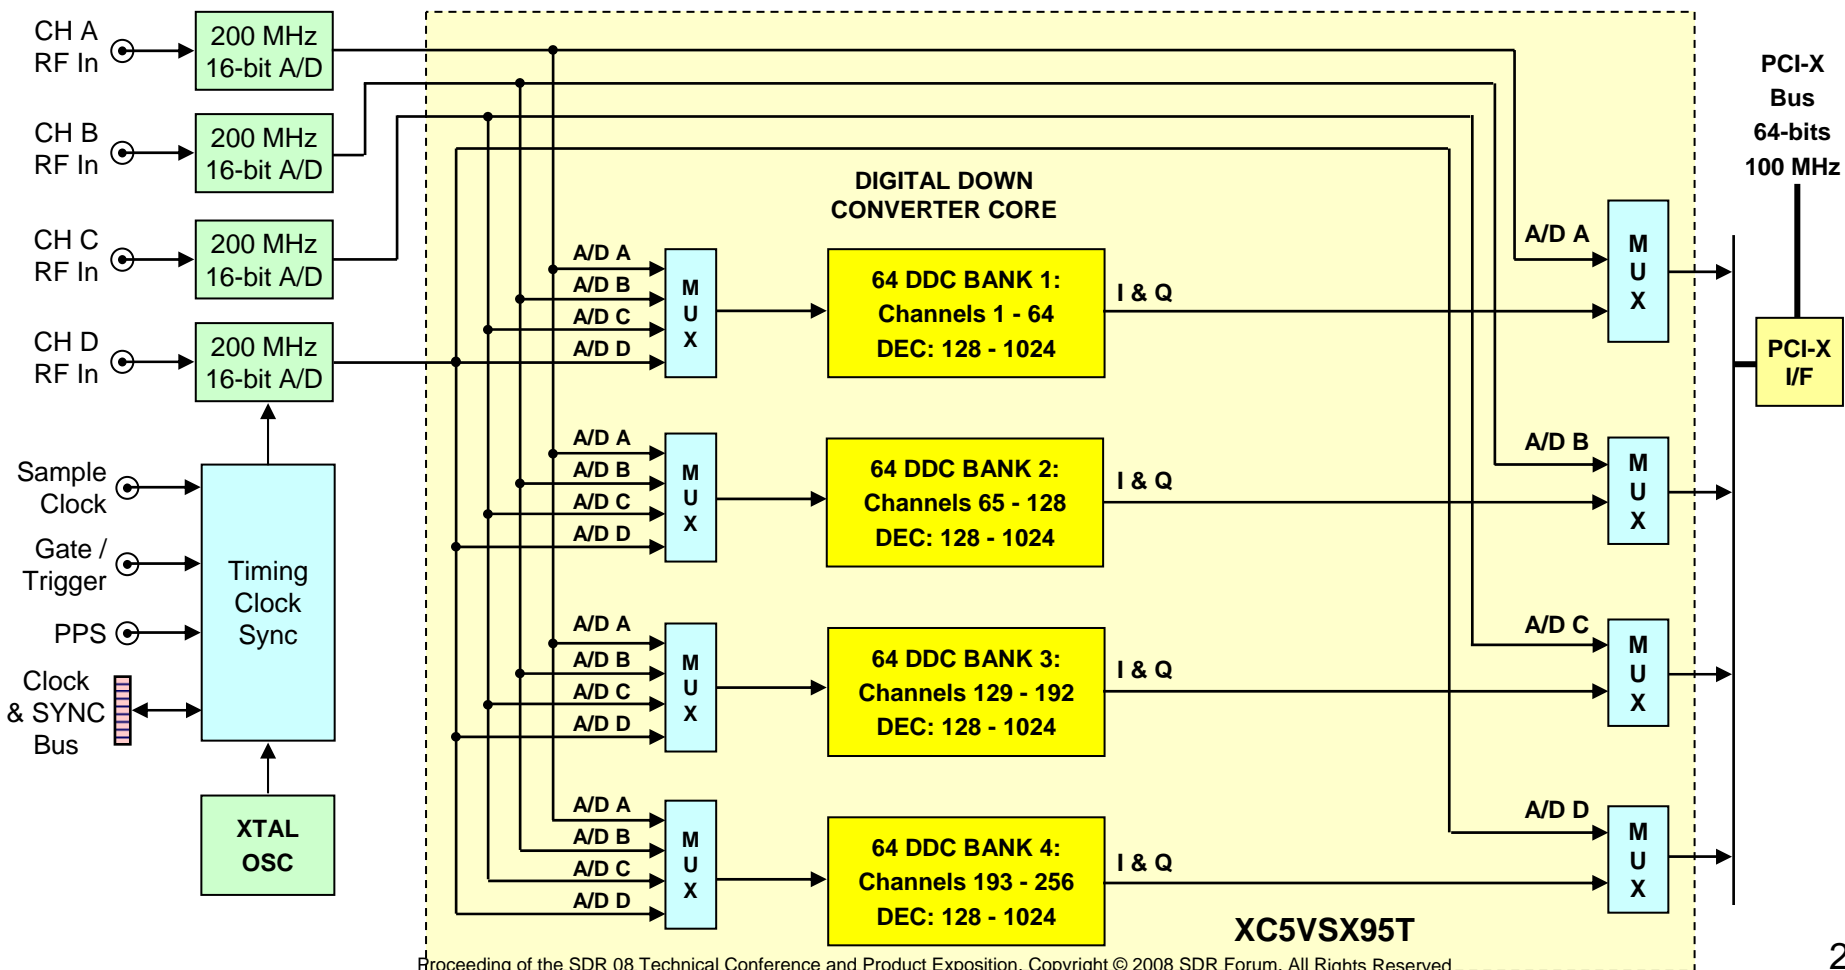 CH A
RF In
200 MHz
16-bit A/D
CH B
RF In
200 MHz
16-bit A/D
CH C
RF In
200 MHz
16-bit A/D
CH D
RF In
200 MHz
16-bit A/D
Sample
Clock
Gate /
Trigger
PPS
Clock
& SYNC
Bus
Timing
Clock
Sync
XTAL
OSC
DIGITAL DOWN
CONVERTER CORE
A/D A
A/D B
A/D C
A/D D
M
U
X
64 DDC BANK 1:
Channels 1 - 64
DEC: 128 - 1024
I & Q
A/D A
M
U
X
A/D A
A/D B
A/D C
A/D D
M
U
X
64 DDC BANK 2:
Channels 65 - 128
DEC: 128 - 1024
I & Q
A/D B
M
U
X
A/D A
A/D B
A/D C
A/D D
M
U
X
64 DDC BANK 3:
Channels 129 - 192
DEC: 128 - 1024
I & Q
A/D C
M
U
X
A/D A
A/D B
A/D C
A/D D
M
U
X
64 DDC BANK 4:
Channels 193 - 256
DEC: 128 - 1024
I & Q
A/D D
M
U
X
XC5VSX95T
PCI-X
Bus
64-bits
100 MHz
PCI-X
I/F
Proceeding of the SDR 08 Technical Conference and Product Exposition, Copyright © 2008 SDR Forum, All Rights Reserved
2